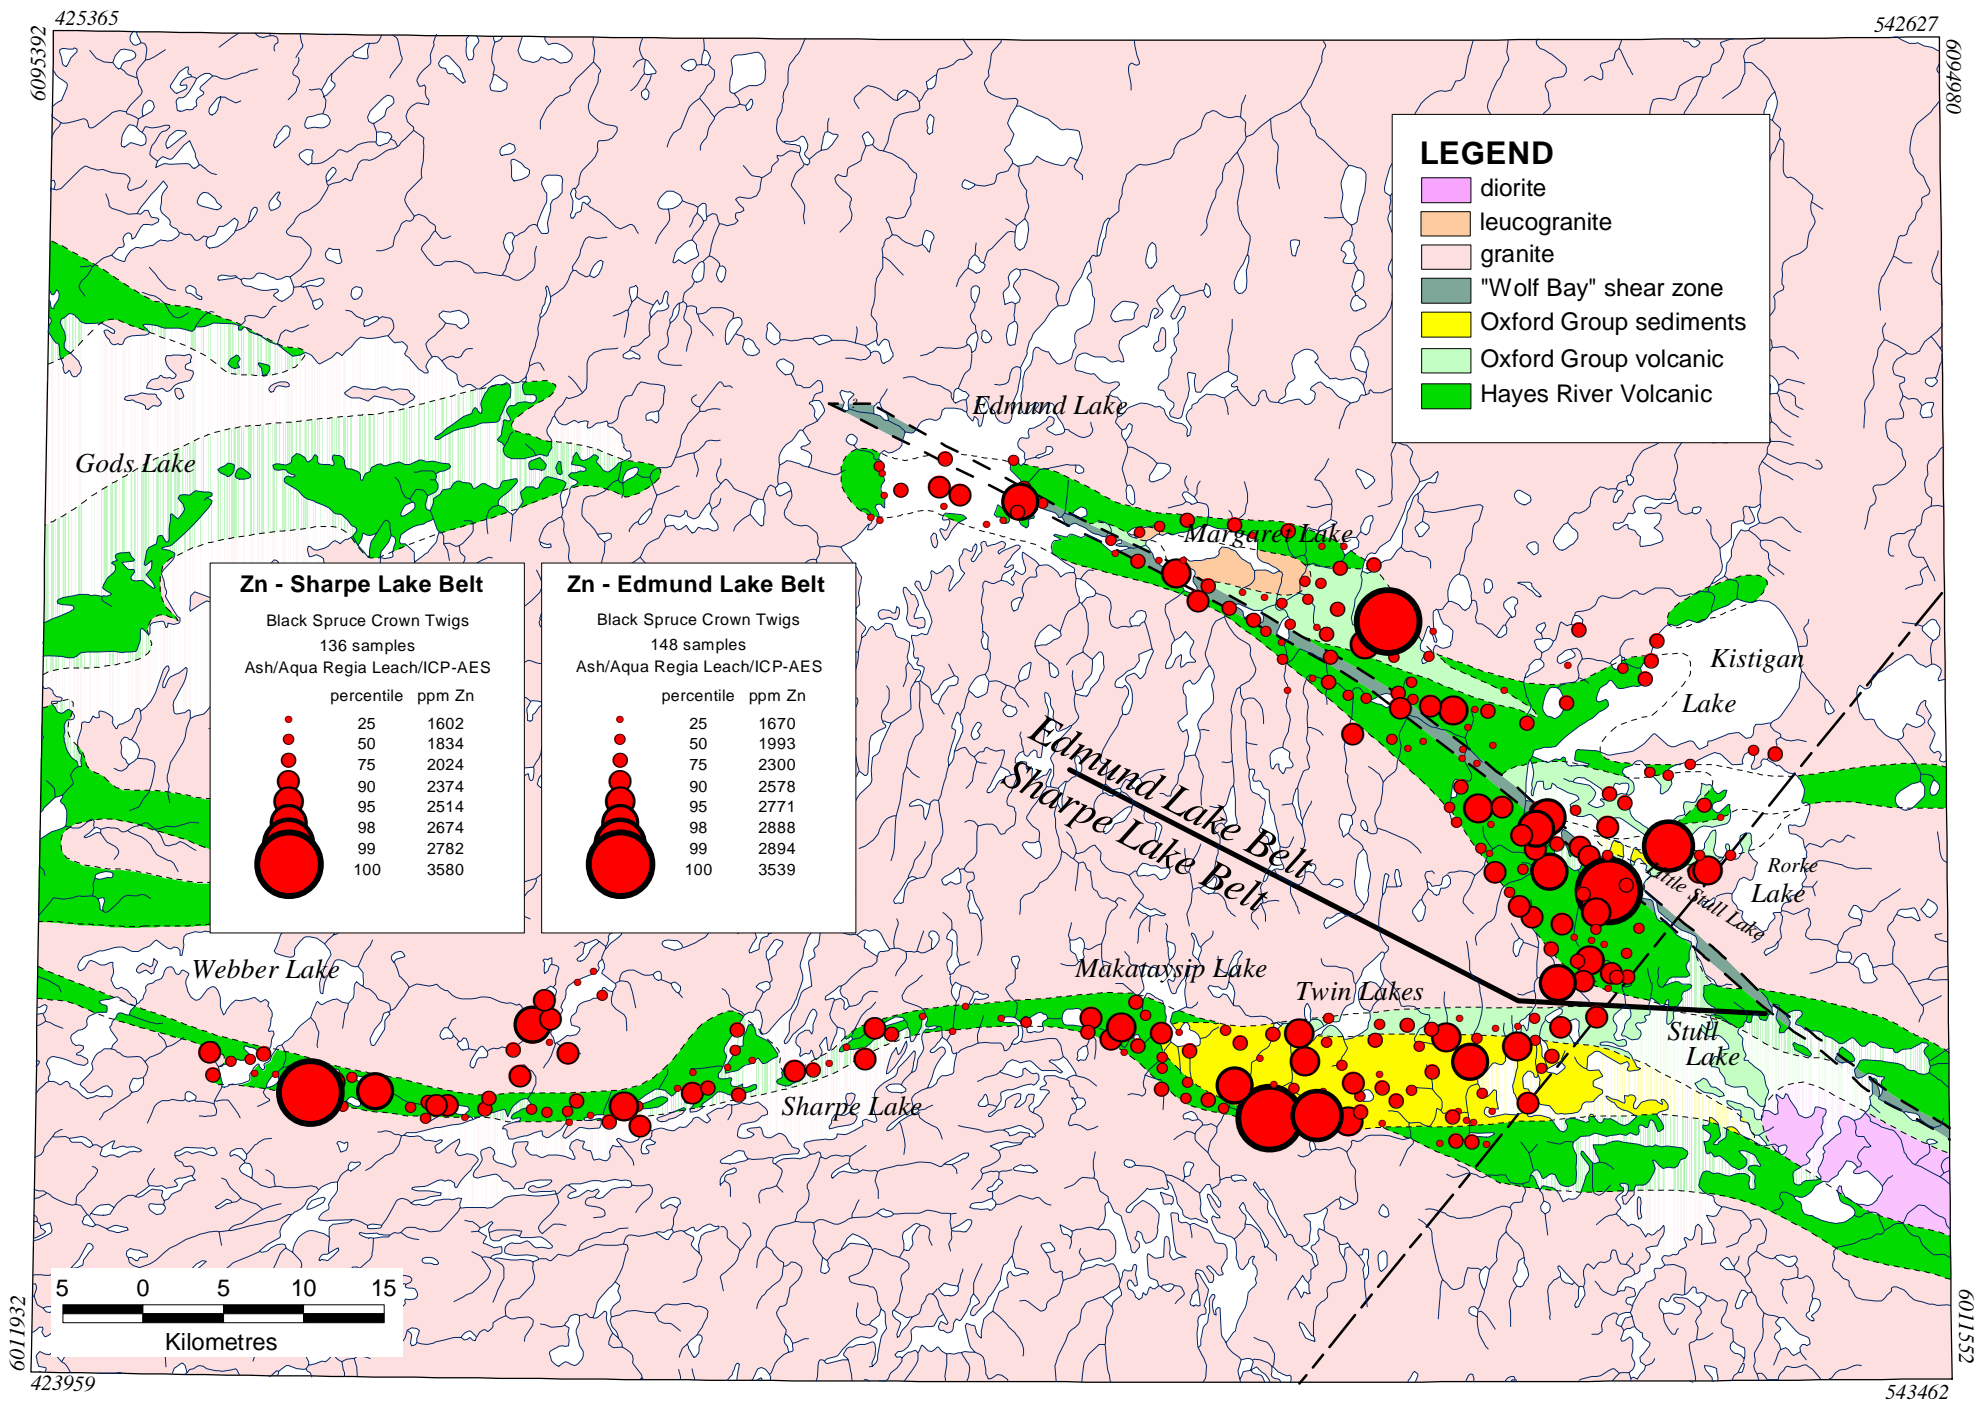 425365
542627
6095392
6094980
LEGEND
diorite
leucogranite
granite
"Wolf Bay" shear zone
Oxford Group sediments
Oxford Group volcanic
Hayes River Volcanic
Edmund Lake
Gods Lake
Margaret Lake
Zn - Sharpe Lake Belt
Black Spruce Crown Twigs
136 samples
Ash/Aqua Regia Leach/ICP-AES
percentile ppm Zn
25 1602
50 1834
75 2024
90 2374
95 2514
98 2674
99 2782
100 3580
Zn - Edmund Lake Belt
Black Spruce Crown Twigs
148 samples
Ash/Aqua Regia Leach/ICP-AES
percentile ppm Zn
25 1670
50 1993
75 2300
90 2578
95 2771
98 2888
99 2894
100 3539
Kistigan
Lake
Edmund Lake Belt
Sharpe Lake Belt
Rorke
Lake
Little Stull Lake
Webber Lake
Makataysip Lake
Twin Lakes
Stull
Lake
Sharpe Lake
5 0 5 10 15
Kilometres
6011932
6011552
423959
543462